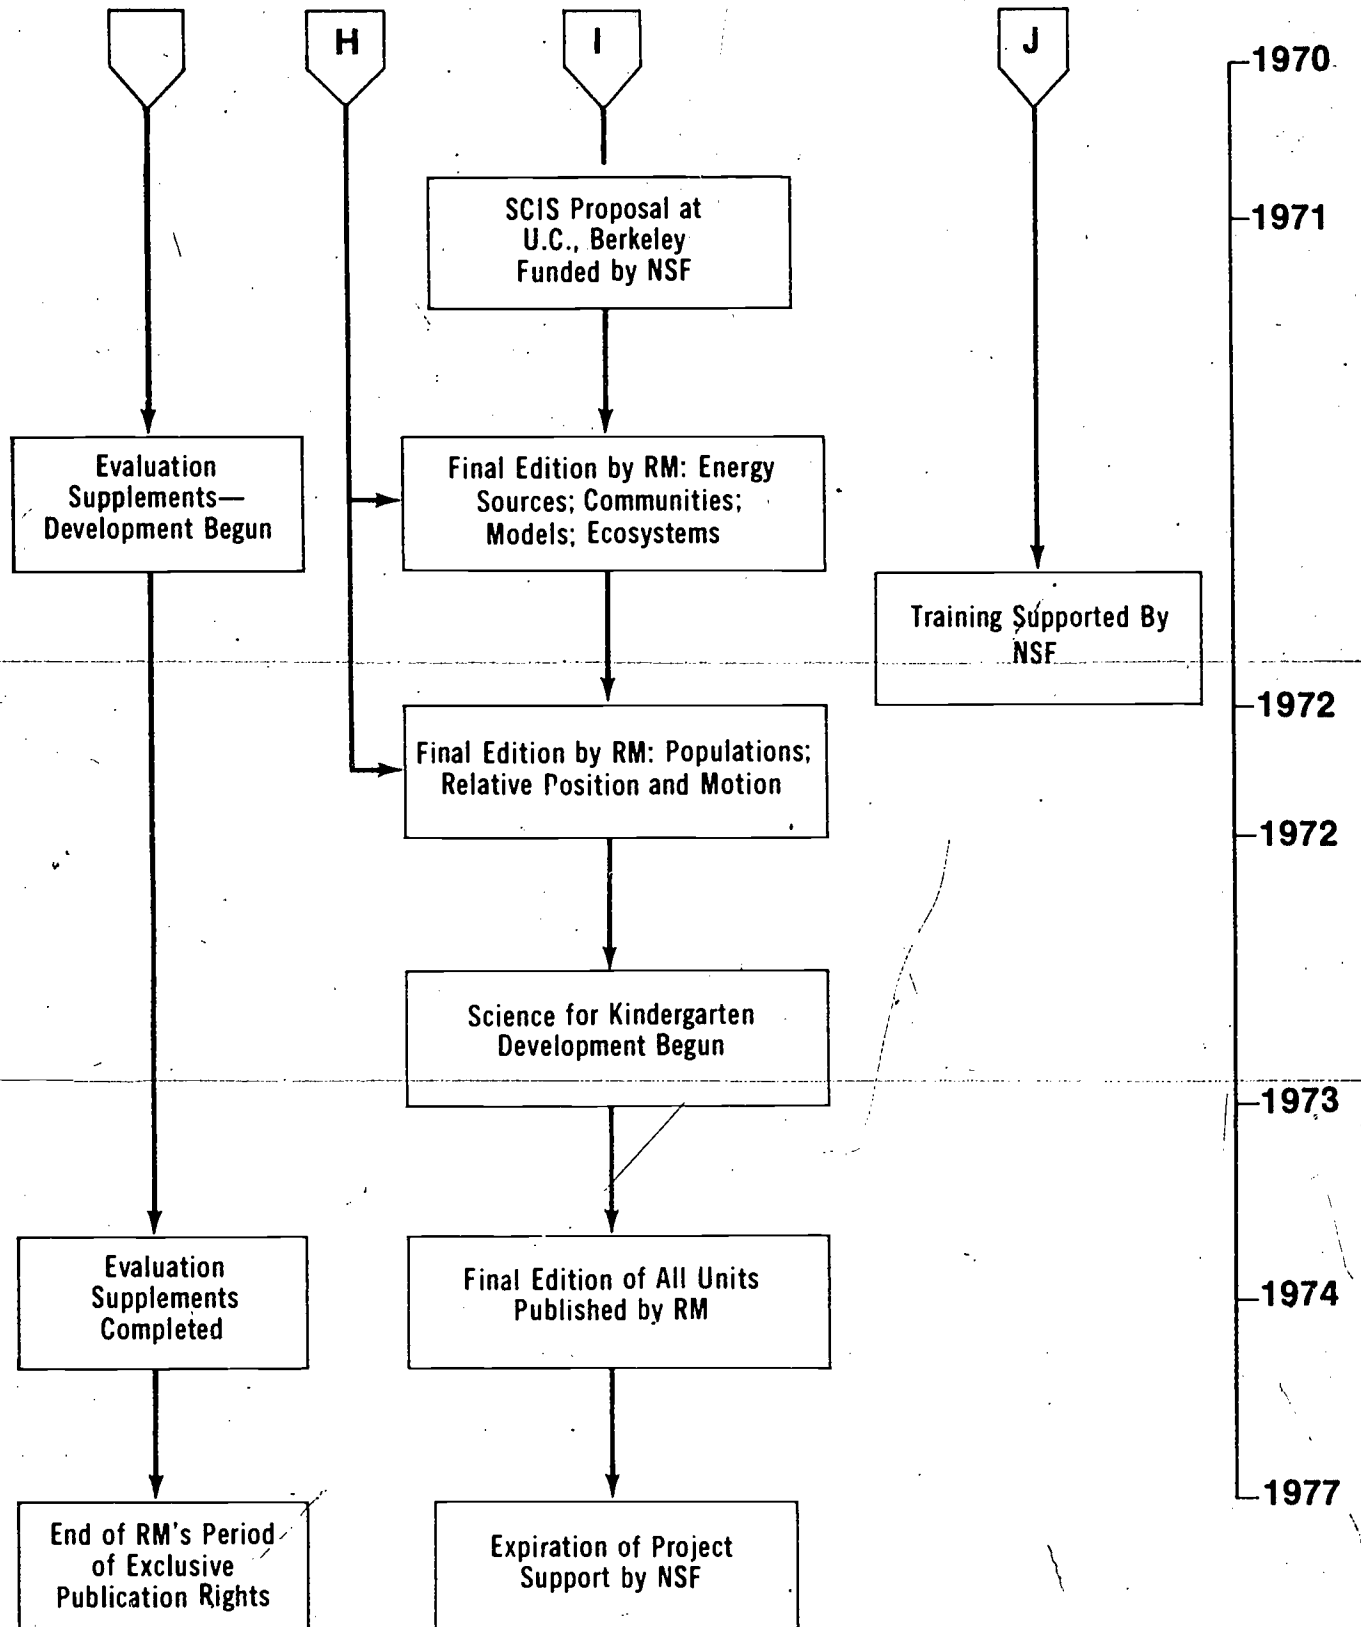 H
I
J
1970
SCIS Proposal at
U.C., Berkeley
Funded by NSF
1971
Evaluation
Supplements—
Development Begun
Final Edition by RM: Energy
Sources; Communities;
Models; Ecosystems
Training Supported By
NSF
1972
Final Edition by RM: Populations;
Relative Position and Motion
1972
Science for Kindergarten
Development Begun
1973
Evaluation
Supplements
Completed
Final Edition of All Units
Published by RM
1974
1977
End of RM's Period
of Exclusive
Publication Rights
Expiration of Project
Support by NSF